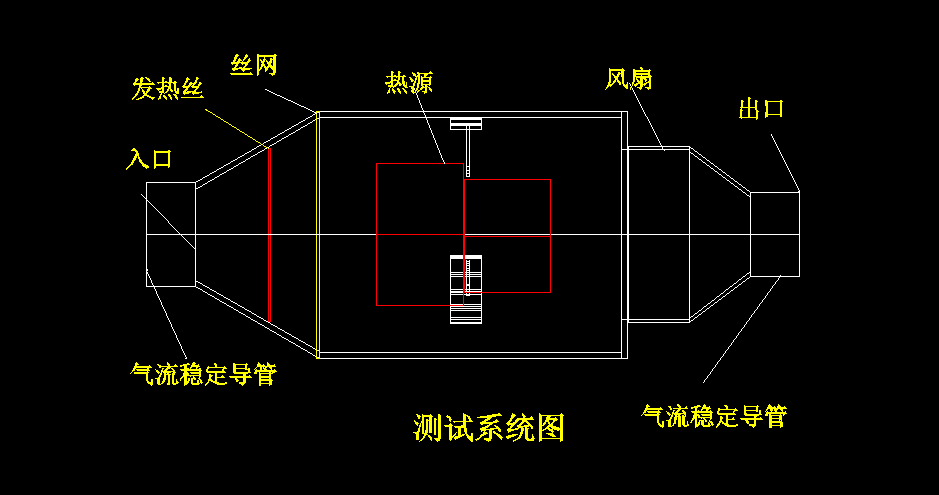 丝网
发热丝
热源
风扇
出口
入口
气流稳定导管
气流稳定导管
测试系统图